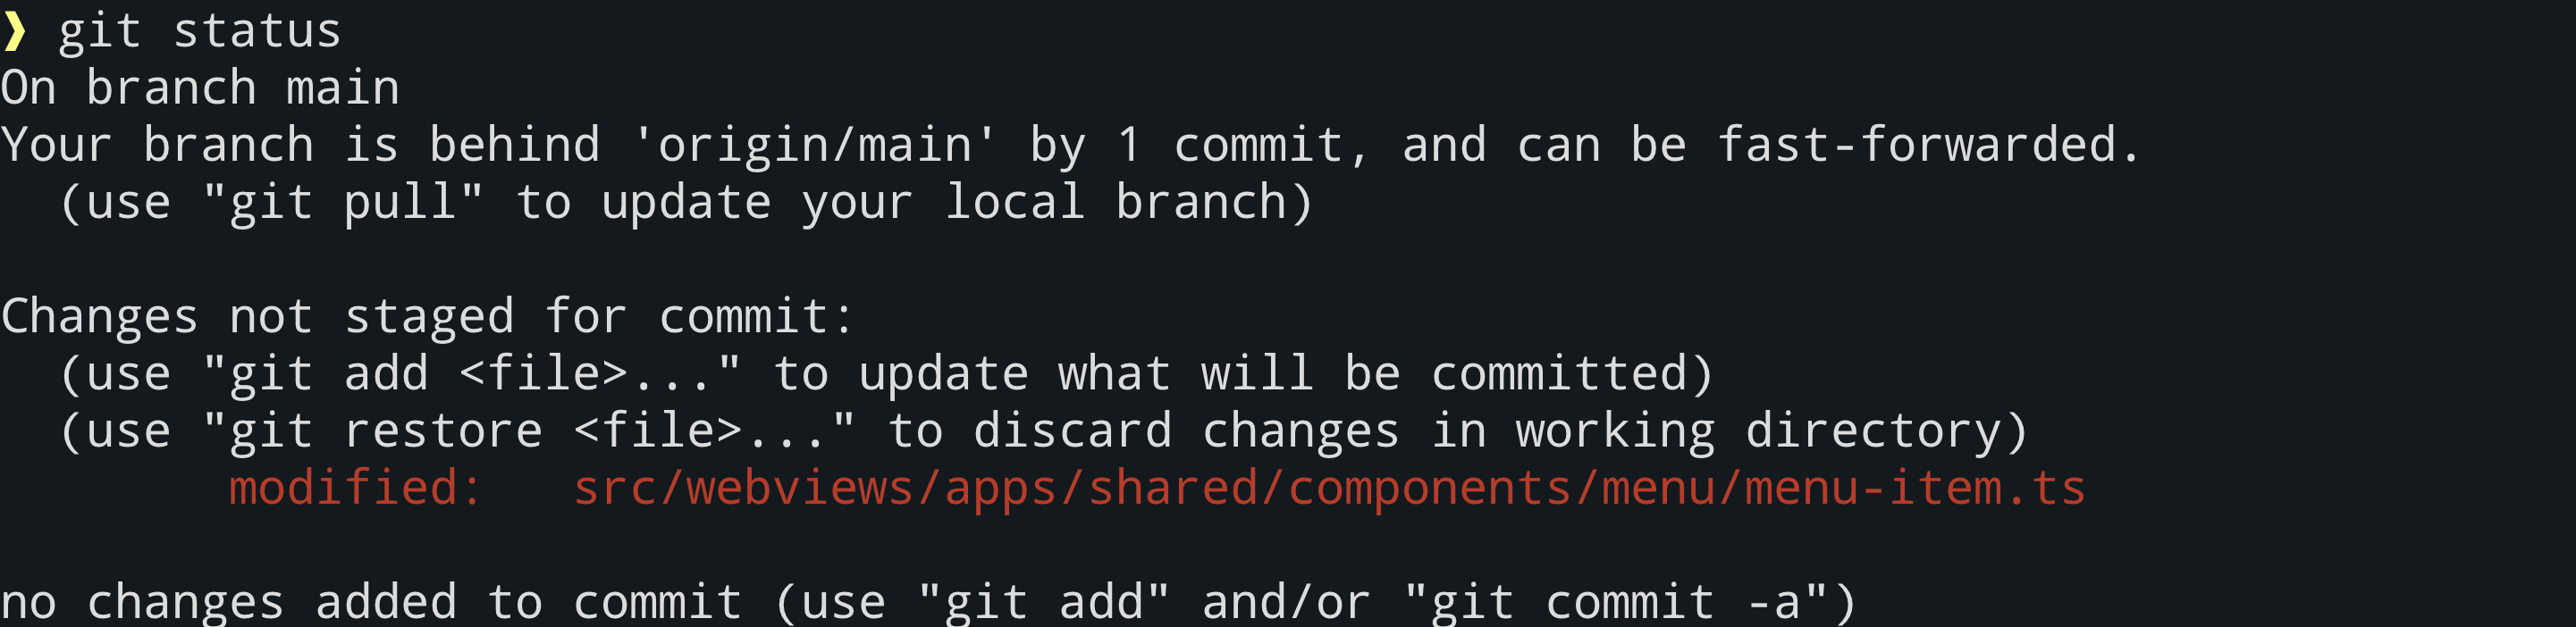 ❯ git status
On branch main
Your branch is behind 'origin/main' by 1 commit, and can be fast-forwarded.
  (use "git pull" to update your local branch)

Changes not staged for commit:
  (use "git add <file>..." to update what will be committed)
  (use "git restore <file>..." to discard changes in working directory)
        modified:   src/webviews/apps/shared/components/menu/menu-item.ts

no changes added to commit (use "git add" and/or "git commit -a")